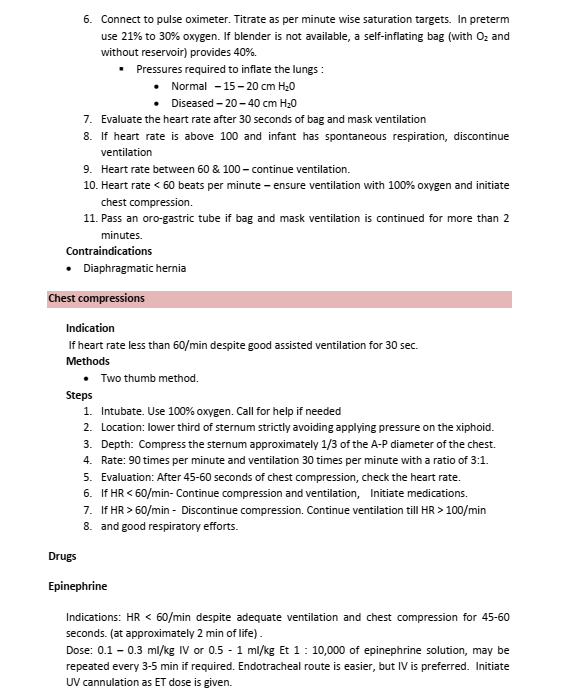 6. Connect to pulse oximeter. Titrate as per minute wise saturation targets. In preterm
use 21% to 30% oxygen. If blender is not available, a self-inflating bag (with O₂ and
without reservoir) provides 40%.
▪ Pressures required to inflate the lungs :
• Normal – 15 – 20 cm H₂0
• Diseased – 20 – 40 cm H₂0
7. Evaluate the heart rate after 30 seconds of bag and mask ventilation
8. If heart rate is above 100 and infant has spontaneous respiration, discontinue
ventilation
9. Heart rate between 60 & 100 – continue ventilation.
10. Heart rate < 60 beats per minute – ensure ventilation with 100% oxygen and initiate
chest compression.
11. Pass an oro-gastric tube if bag and mask ventilation is continued for more than 2
minutes.
Contraindications
• Diaphragmatic hernia
Chest compressions
Indication
If heart rate less than 60/min despite good assisted ventilation for 30 sec.
Methods
• Two thumb method.
Steps
1. Intubate. Use 100% oxygen. Call for help if needed
2. Location: lower third of sternum strictly avoiding applying pressure on the xiphoid.
3. Depth: Compress the sternum approximately 1/3 of the A-P diameter of the chest.
4. Rate: 90 times per minute and ventilation 30 times per minute with a ratio of 3:1.
5. Evaluation: After 45-60 seconds of chest compression, check the heart rate.
6. If HR < 60/min- Continue compression and ventilation, Initiate medications.
7. If HR > 60/min - Discontinue compression. Continue ventilation till HR > 100/min
8. and good respiratory efforts.
Drugs
Epinephrine
Indications: HR < 60/min despite adequate ventilation and chest compression for 45-60
seconds. (at approximately 2 min of life) .
Dose: 0.1 – 0.3 ml/kg IV or 0.5 - 1 ml/kg Et 1 : 10,000 of epinephrine solution, may be
repeated every 3-5 min if required. Endotracheal route is easier, but IV is preferred. Initiate
UV cannulation as ET dose is given.